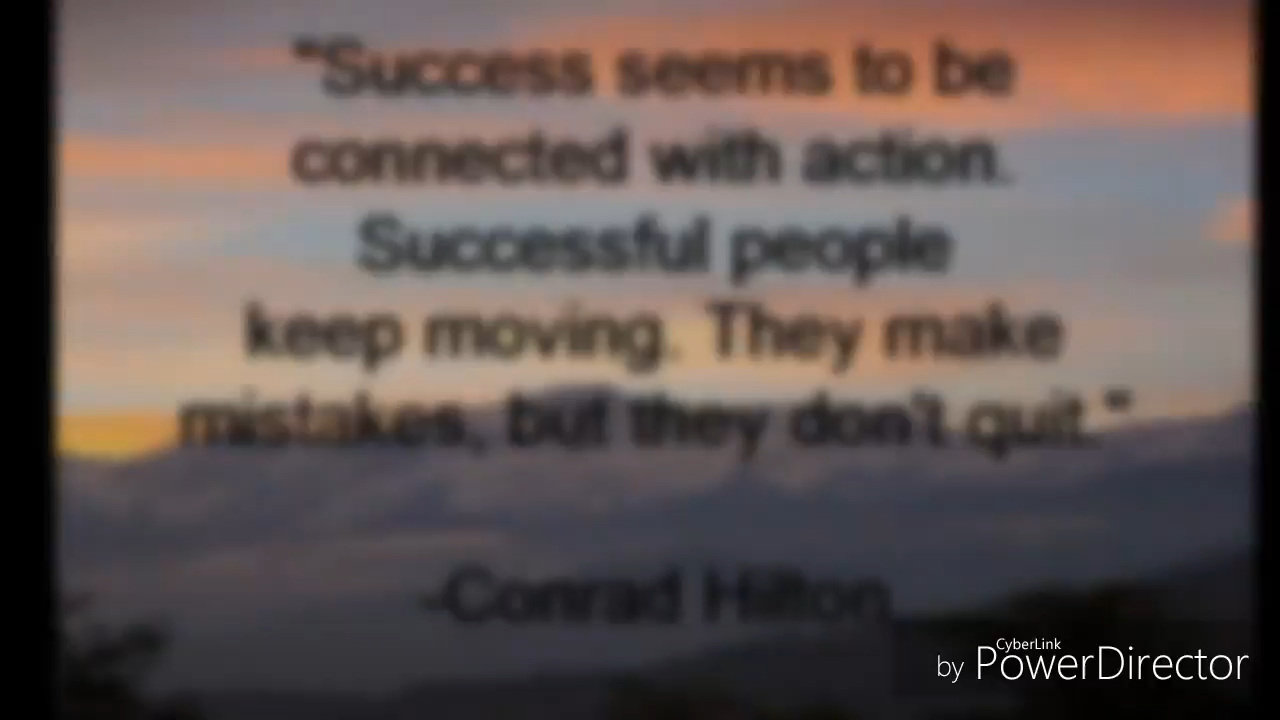 "Success seems to be
connected with action.
Successful people
keep moving. They make
mistakes, but they don't quit."
-Conrad Hilton
CyberLink
by PowerDirector